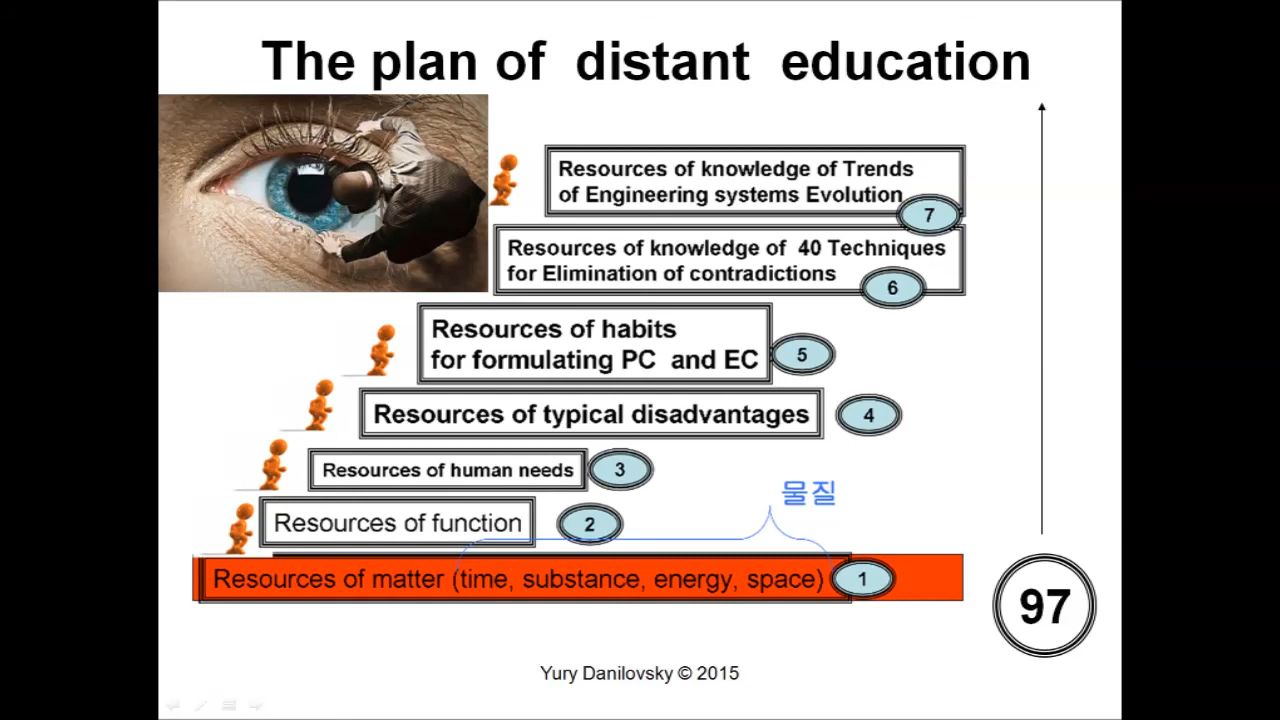 The plan of distant education
Resources of knowledge of Trends
of Engineering systems Evolution
7
Resources of knowledge of 40 Techniques
for Elimination of contradictions
6
Resources of habits
for formulating PC and EC
5
Resources of typical disadvantages
4
Resources of human needs
3
물질
Resources of function
2
Resources of matter (time, substance, energy, space)
1
97
Yury Danilovsky © 2015